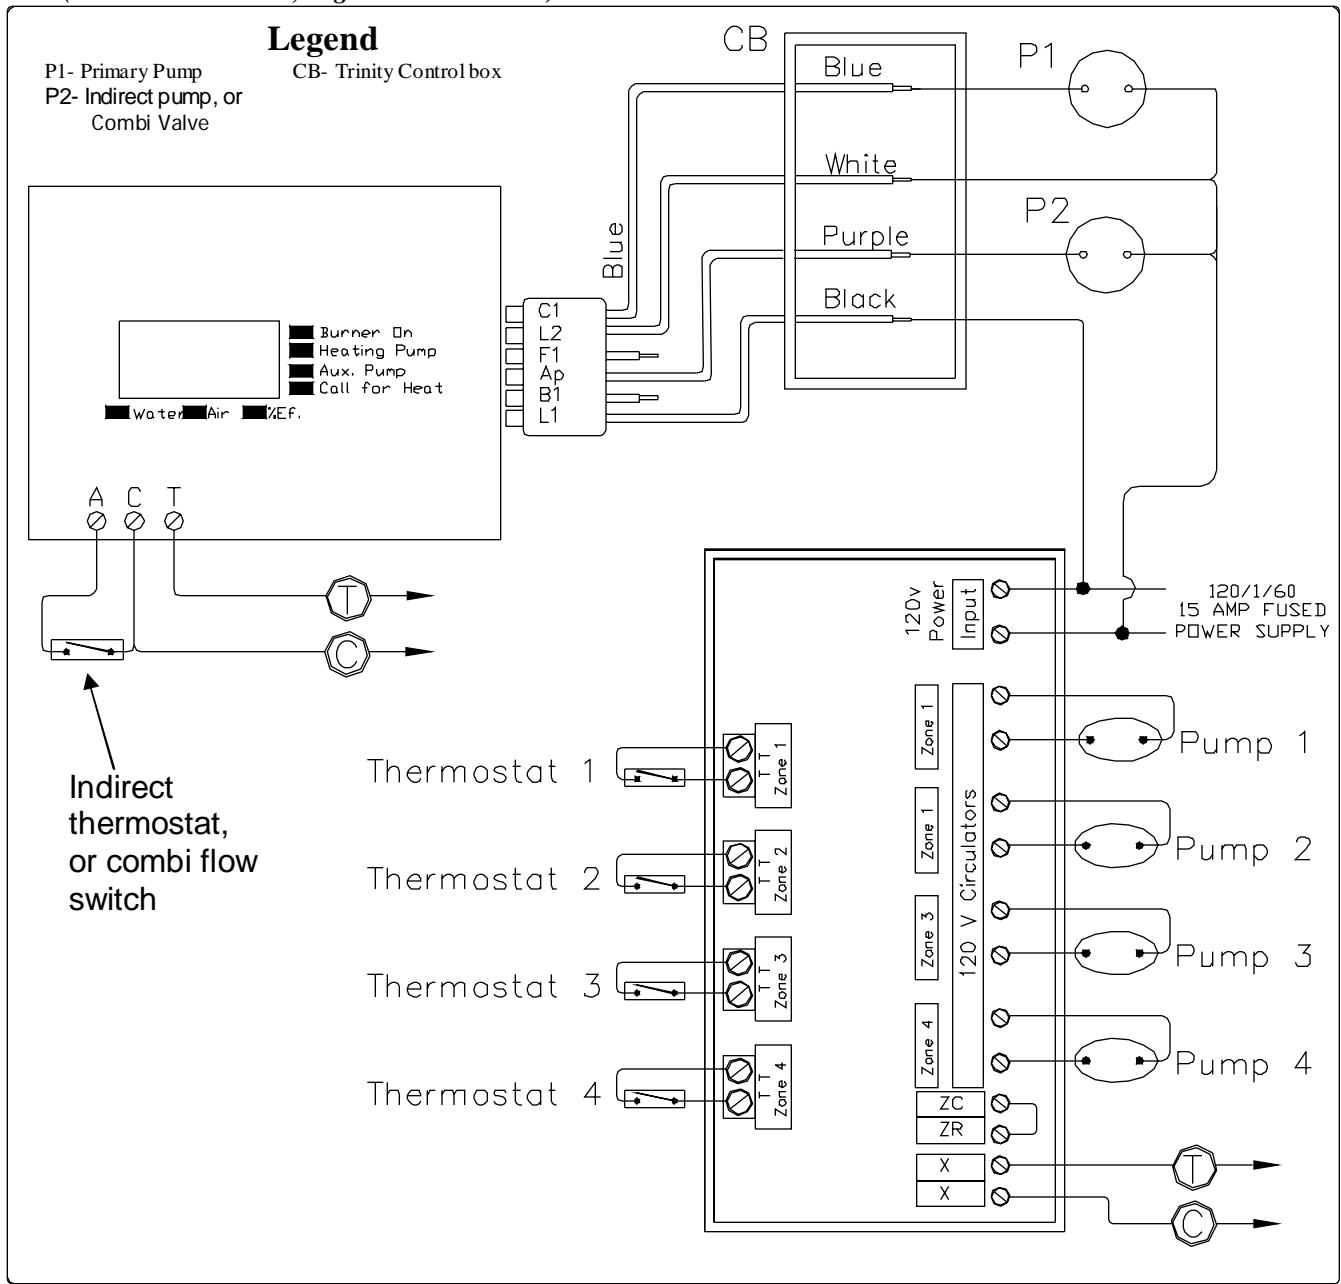 Legend
P1- Primary Pump
CB- Trinity Control box
P2- Indirect pump, or
Combi Valve
CB
P1
Blue
White
P2
Purple
Black
Blue
C1
L2
F1
Ap
B1
L1
Burner On
Heating Pump
Aux. Pump
Call for Heat
Water Air %Ef.
A C T
T
C
Indirect
thermostat,
or combi flow
switch
120v
Power
Input
120/1/60
15 AMP FUSED
POWER SUPPLY
Thermostat 1
T T
Zone 1
Thermostat 2
T T
Zone 2
Thermostat 3
T T
Zone 3
Thermostat 4
T T
Zone 4
120 V Circulators
Zone 1
Pump 1
Zone 1
Pump 2
Zone 3
Pump 3
Zone 4
Pump 4
ZC
ZR
X
X
T
C